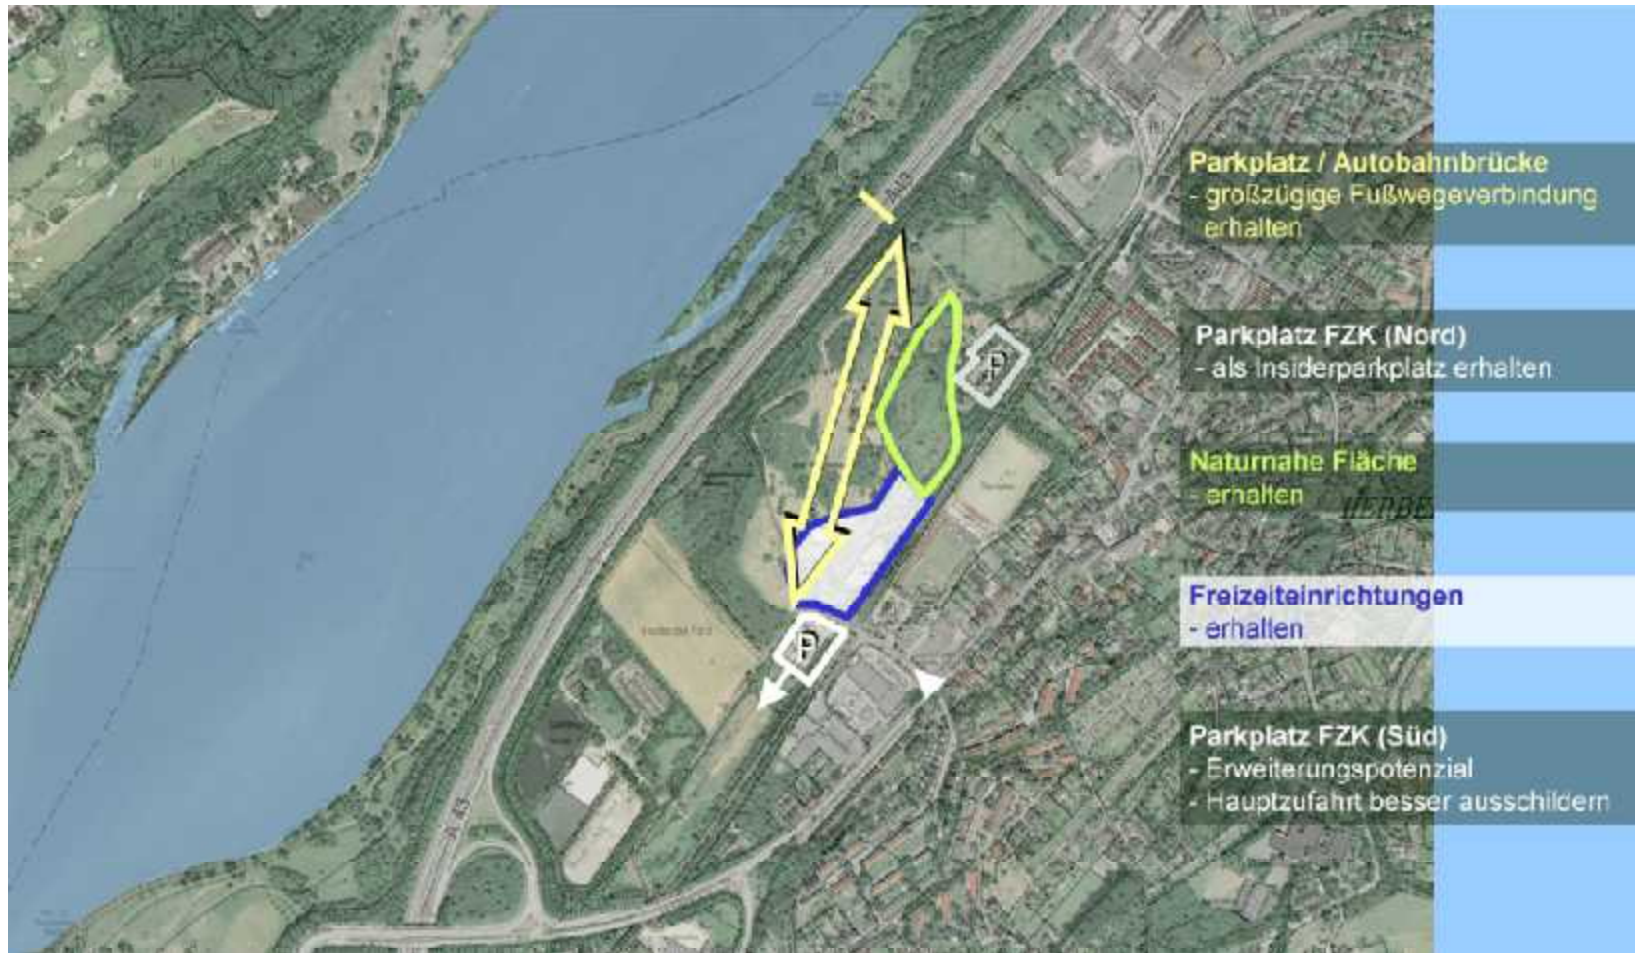 Parkplatz / Autobahnbrücke
- großzügige Fußwegeverbindung
erhalten
Parkplatz FZK (Nord)
- als Insiderparkplatz erhalten
P
Naturnahe Fläche
- erhalten
Freizeiteinrichtungen
- erhalten
P
Parkplatz FZK (Süd)
- Erweiterungspotenzial
- Hauptzufahrt besser ausschildern